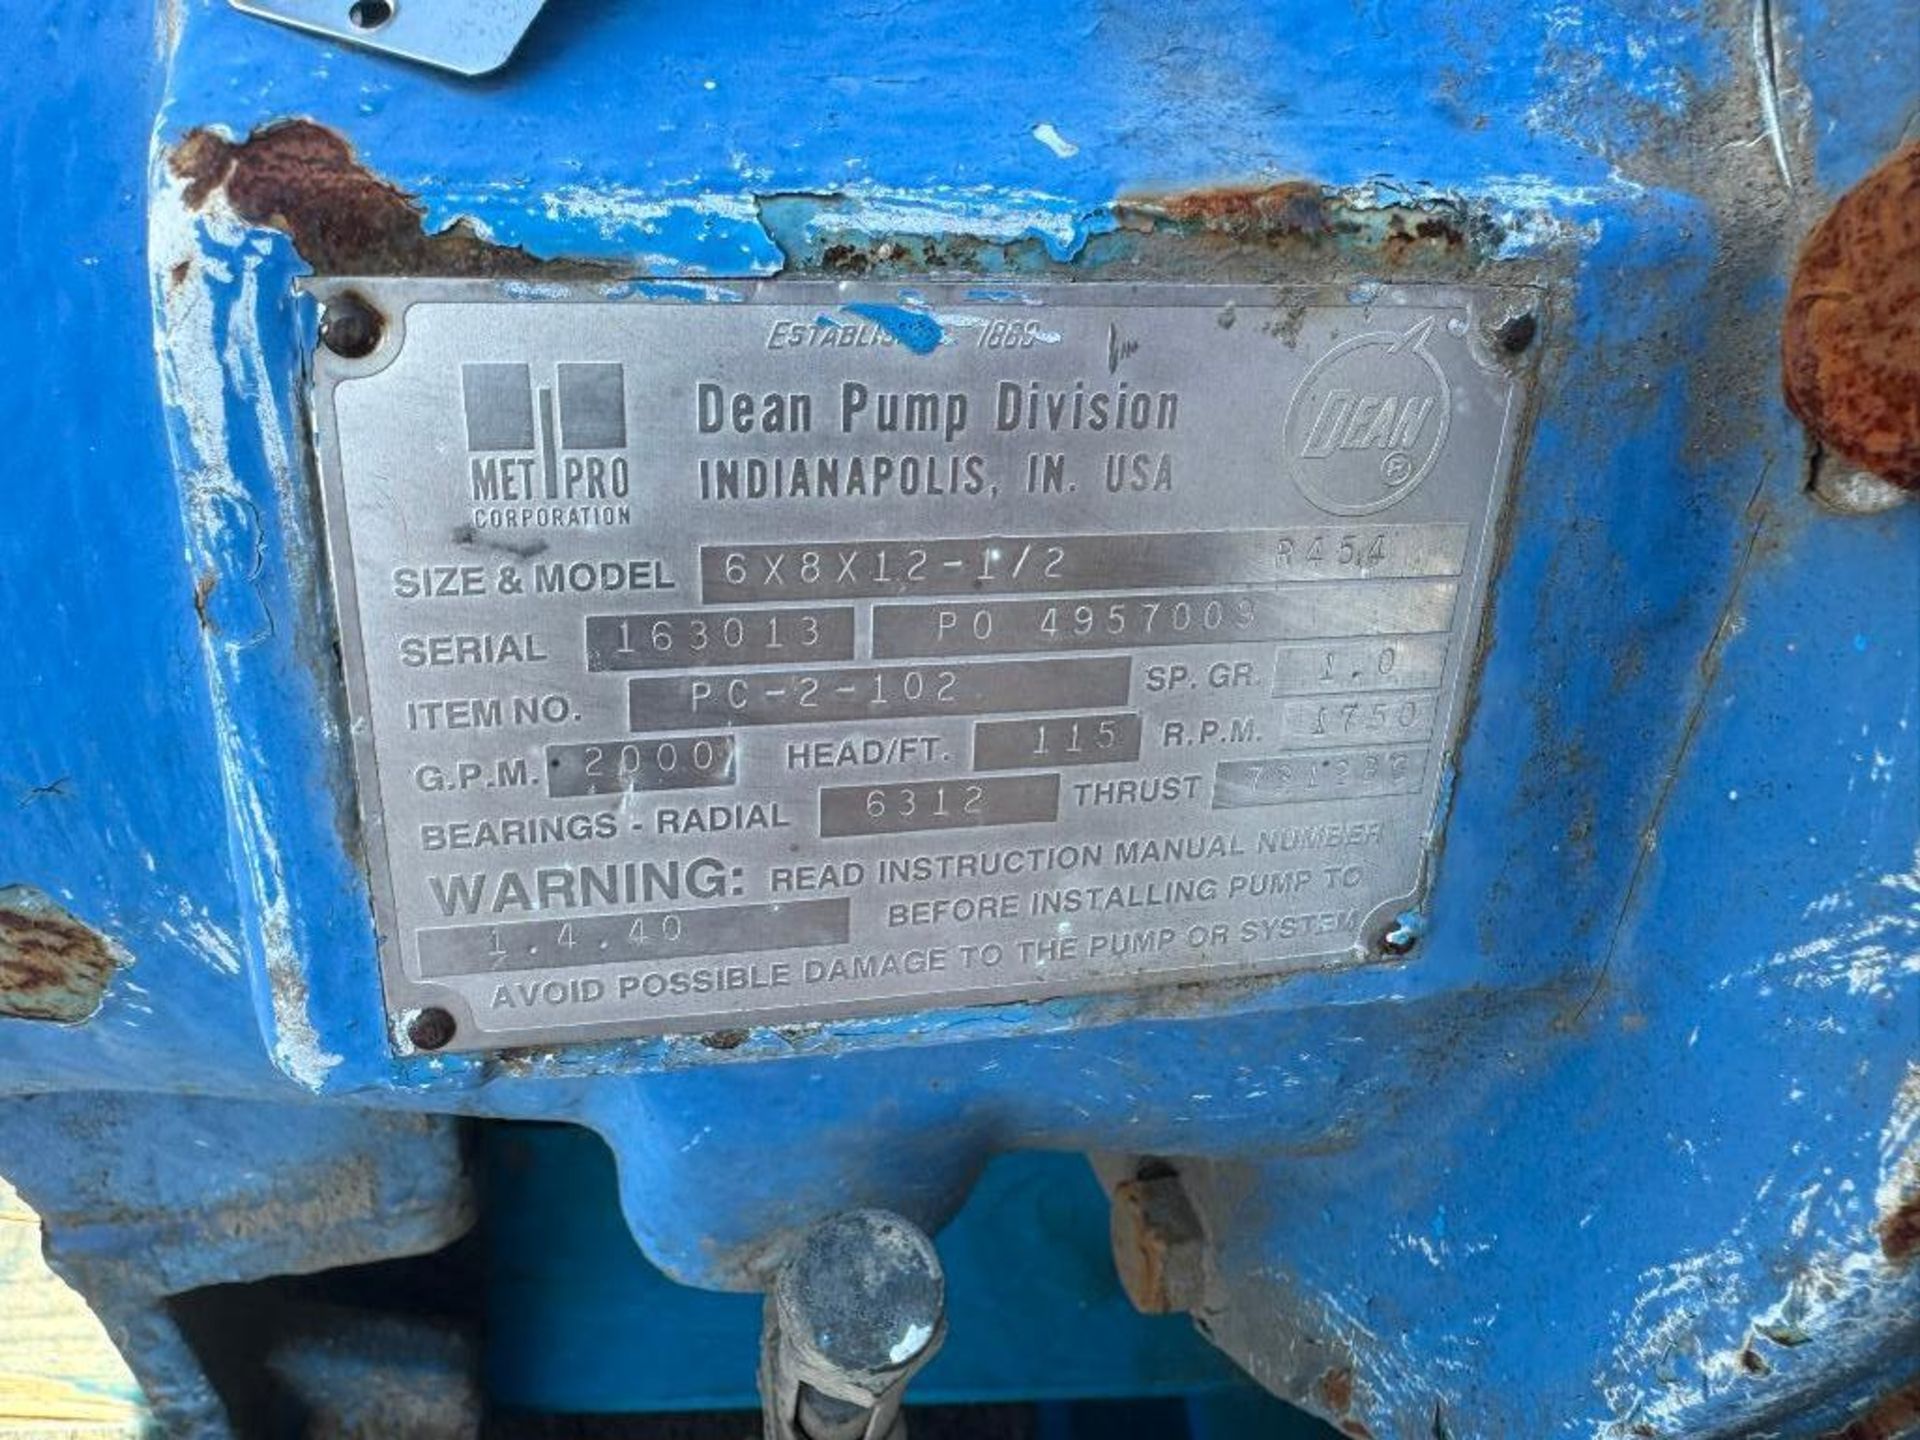 1869
Dean Pump Division
INDIANAPOLIS, IN. USA
MET PRO
CORPORATION
DEAN ®
SIZE & MODEL 6X8X12-1/2 R454
SERIAL 163013 PO 4957009
ITEM NO. PC-2-102 SP. GR. 1.0
G.P.M. 2000 HEAD/FT. 115 R.P.M. 1750
BEARINGS - RADIAL 6312 THRUST
WARNING: READ INSTRUCTION MANUAL NUMBER
1.4.40 BEFORE INSTALLING PUMP TO
AVOID POSSIBLE DAMAGE TO THE PUMP OR SYSTEM